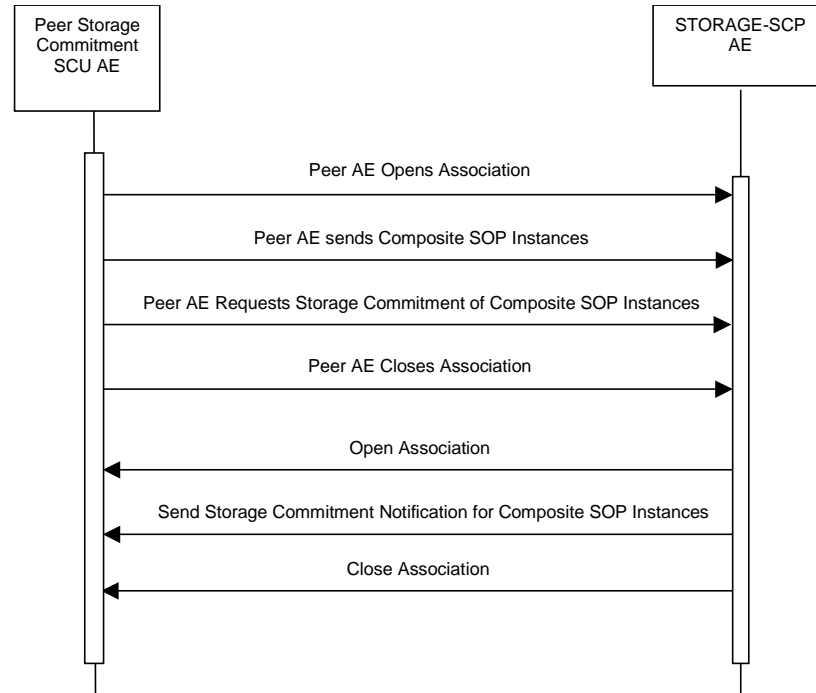 Peer Storage
Commitment
SCU AE
STORAGE-SCP
AE
Peer AE Opens Association
Peer AE sends Composite SOP Instances
Peer AE Requests Storage Commitment of Composite SOP Instances
Peer AE Closes Association
Open Association
Send Storage Commitment Notification for Composite SOP Instances
Close Association